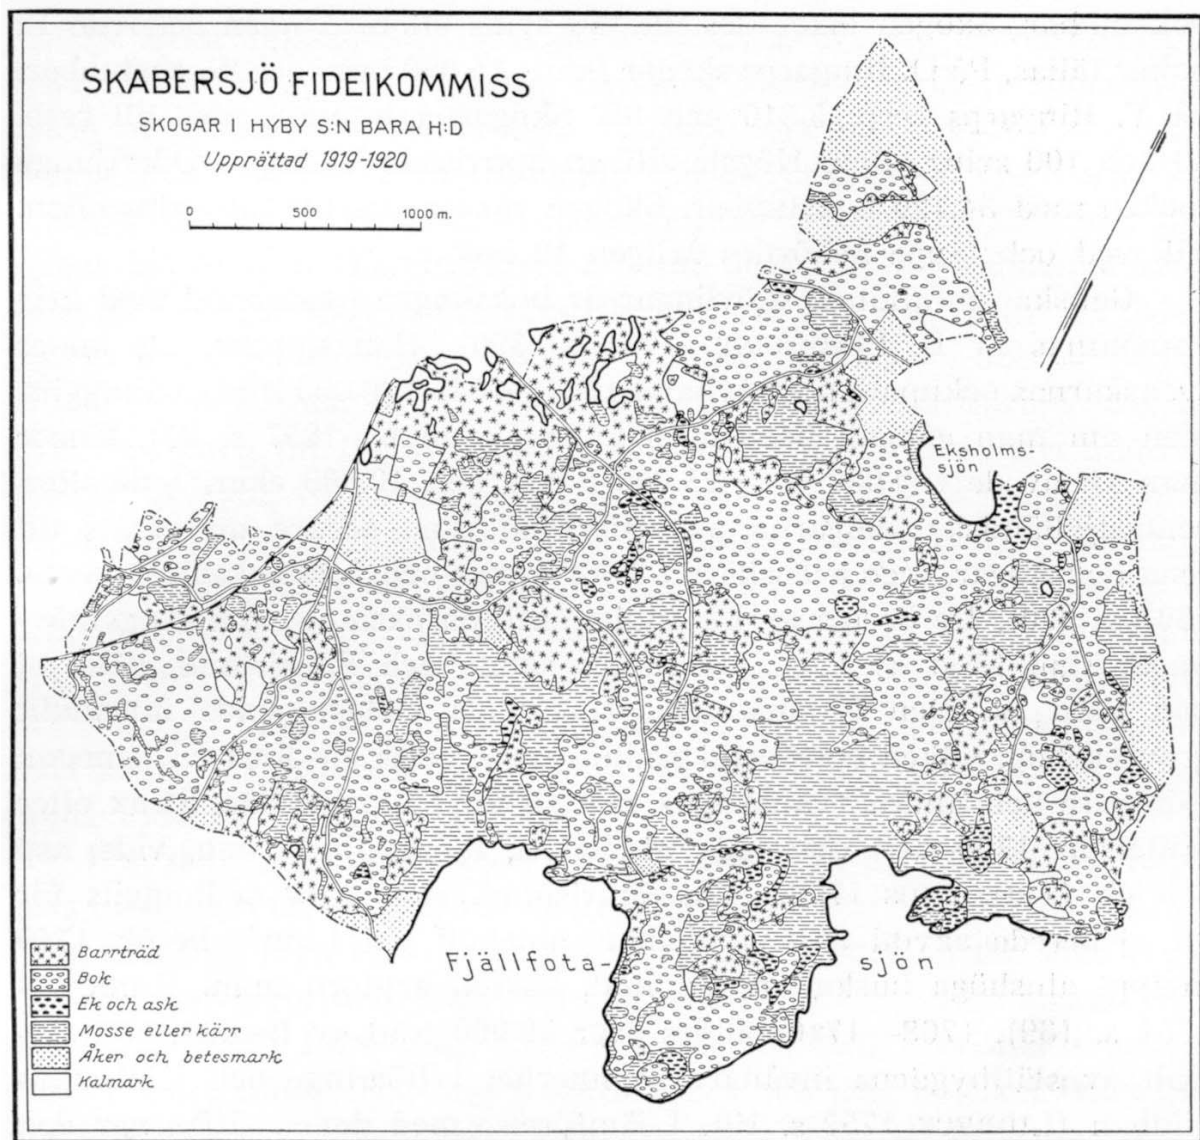 SKABERSJÖ FIDEIKOMMISS
SKOGAR I HYBY S:N BARA H:D
Upprättad 1919-1920
0 500 1000 m.
Eksholms-
sjön
Fjällfota-
sjön
Barrträd
Bok
Ek och ask
Mosse eller kärr
Åker och betesmark
Kalmark